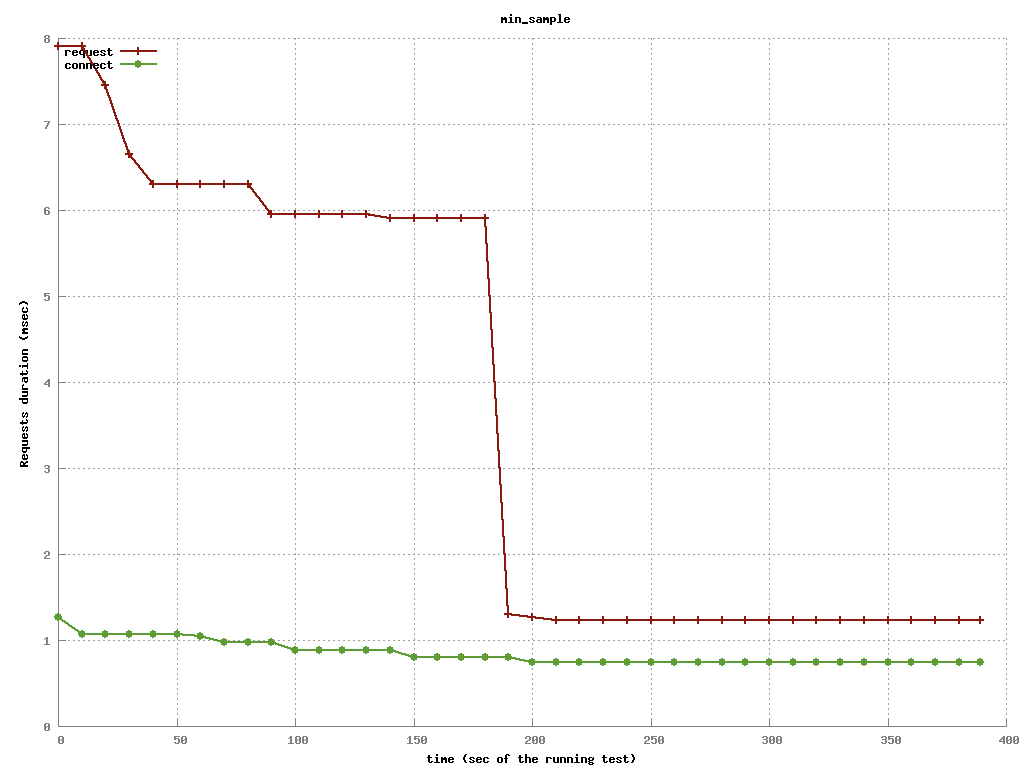 min_sample
request
connect
8
7
6
5
4
3
2
1
0
Requests duration (msec)
0 50 100 150 200 250 300 350 400
time (sec of the running test)